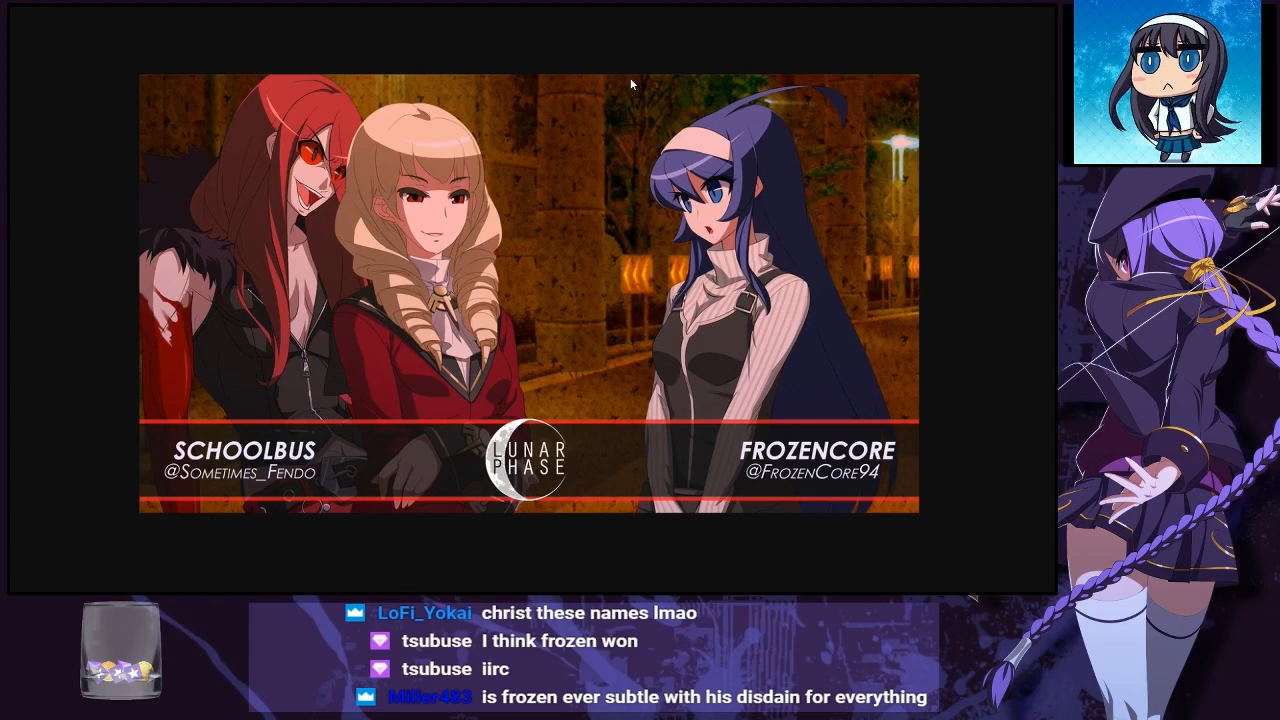 SCHOOLBUS
@SOMETIMES_FENDO
LUNAR
PHASE
FROZENCORE
@FROZENCORE94
LoFi_Yokai christ these names lmao
tsubuse I think frozen won
tsubuse iirc
Miller483 is frozen ever subtle with his disdain for everything